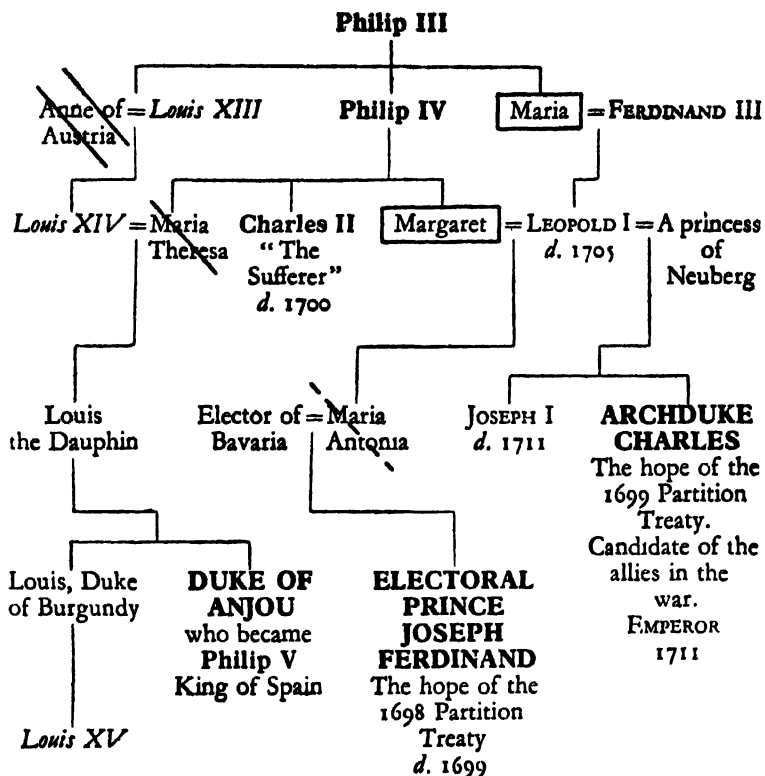 Philip III
Anne of = Louis XIII
Austria
Philip IV
Maria = FERDINAND III
Louis XIV = Maria
Theresa
Charles II
"The
Sufferer"
d. 1700
Margaret = LEOPOLD I = A princess
d. 1705
of
Neuberg
Louis
the Dauphin
Elector of = Maria
Bavaria Antonia
JOSEPH I
d. 1711
ARCHDUKE
CHARLES
The hope of the
1699 Partition
Treaty.
Candidate of the
allies in the
war.
EMPEROR
1711
Louis, Duke
of Burgundy
DUKE OF
ANJOU
who became
Philip V
King of Spain
ELECTORAL
PRINCE
JOSEPH
FERDINAND
The hope of the
1698 Partition
Treaty
d. 1699
Louis XV